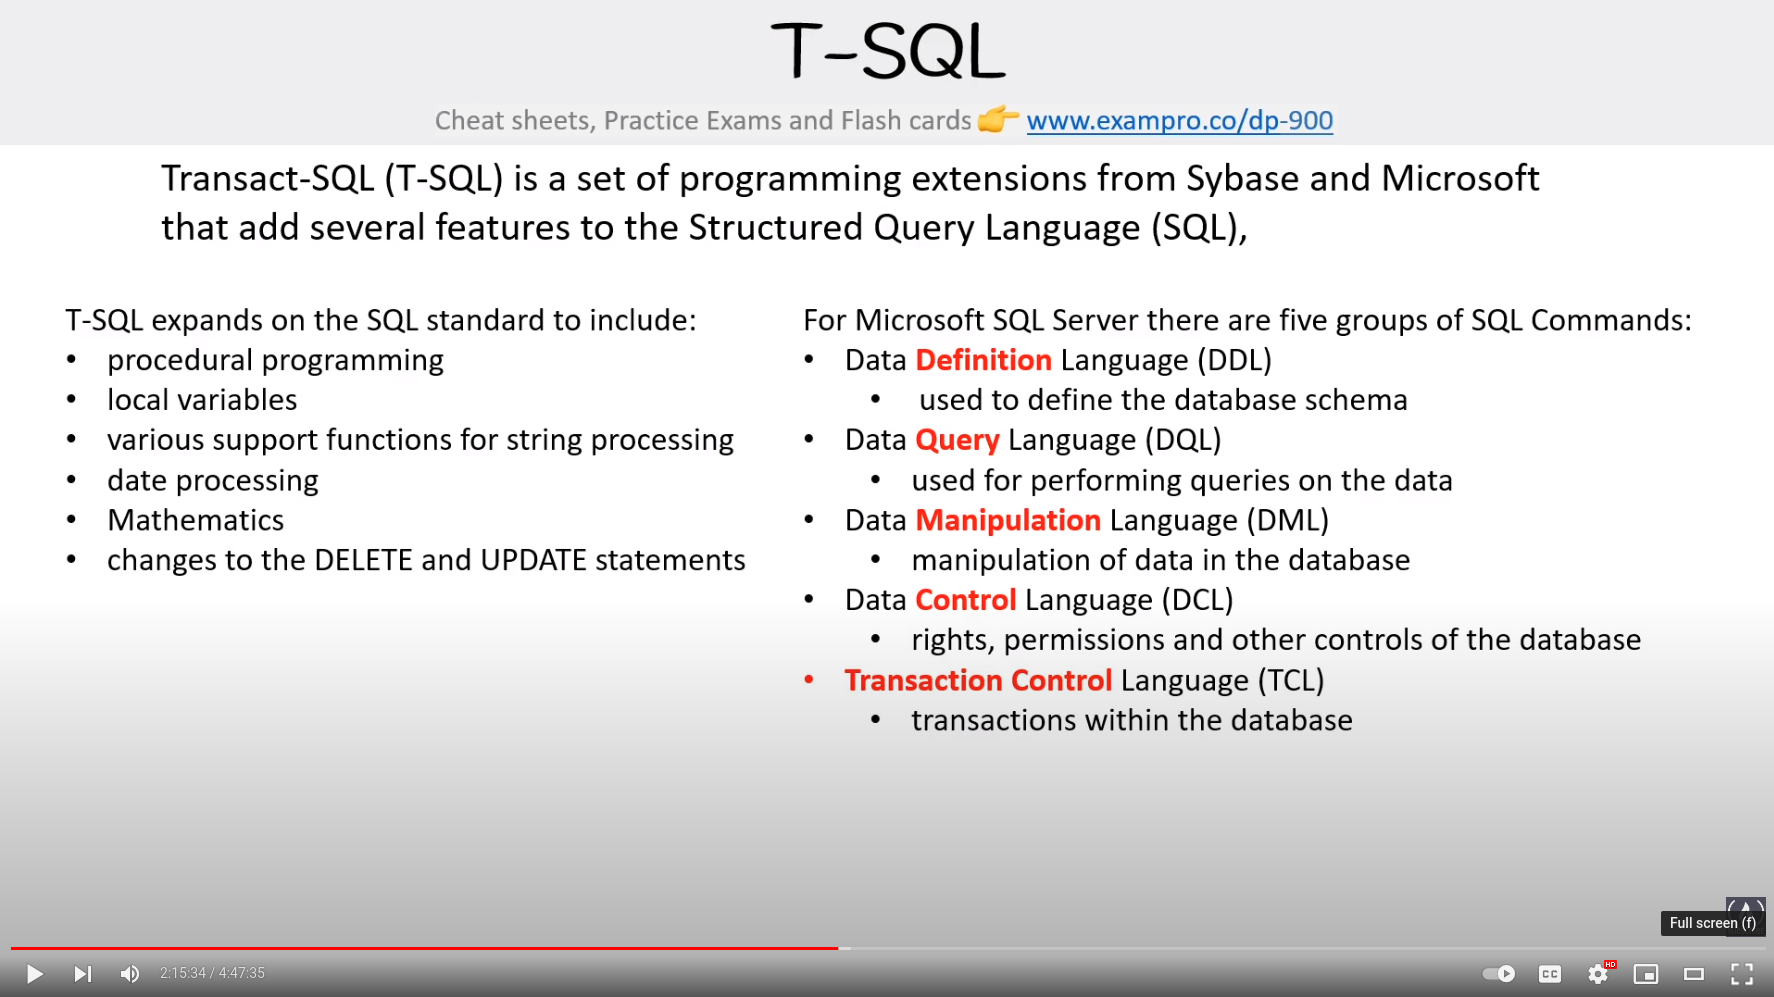 T-SQL
Cheat sheets, Practice Exams and Flash cards 👉 www.exampro.co/dp-900
Transact-SQL (T-SQL) is a set of programming extensions from Sybase and Microsoft
that add several features to the Structured Query Language (SQL),
T-SQL expands on the SQL standard to include:
• procedural programming
• local variables
• various support functions for string processing
• date processing
• Mathematics
• changes to the DELETE and UPDATE statements
For Microsoft SQL Server there are five groups of SQL Commands:
• Data Definition Language (DDL)
• used to define the database schema
• Data Query Language (DQL)
• used for performing queries on the data
• Data Manipulation Language (DML)
• manipulation of data in the database
• Data Control Language (DCL)
• rights, permissions and other controls of the database
• Transaction Control Language (TCL)
• transactions within the database
Full screen (f)
2:15:34 / 4:47:35
CC
HD